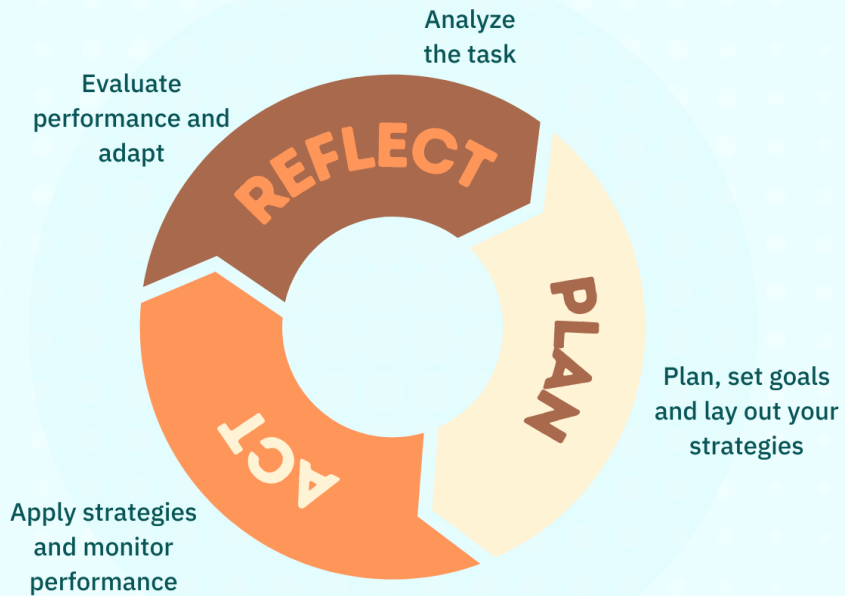 Analyze
the task
Evaluate
performance and
adapt
REFLECT
PLAN
Plan, set goals
and lay out your
strategies
ACT
Apply strategies
and monitor
performance